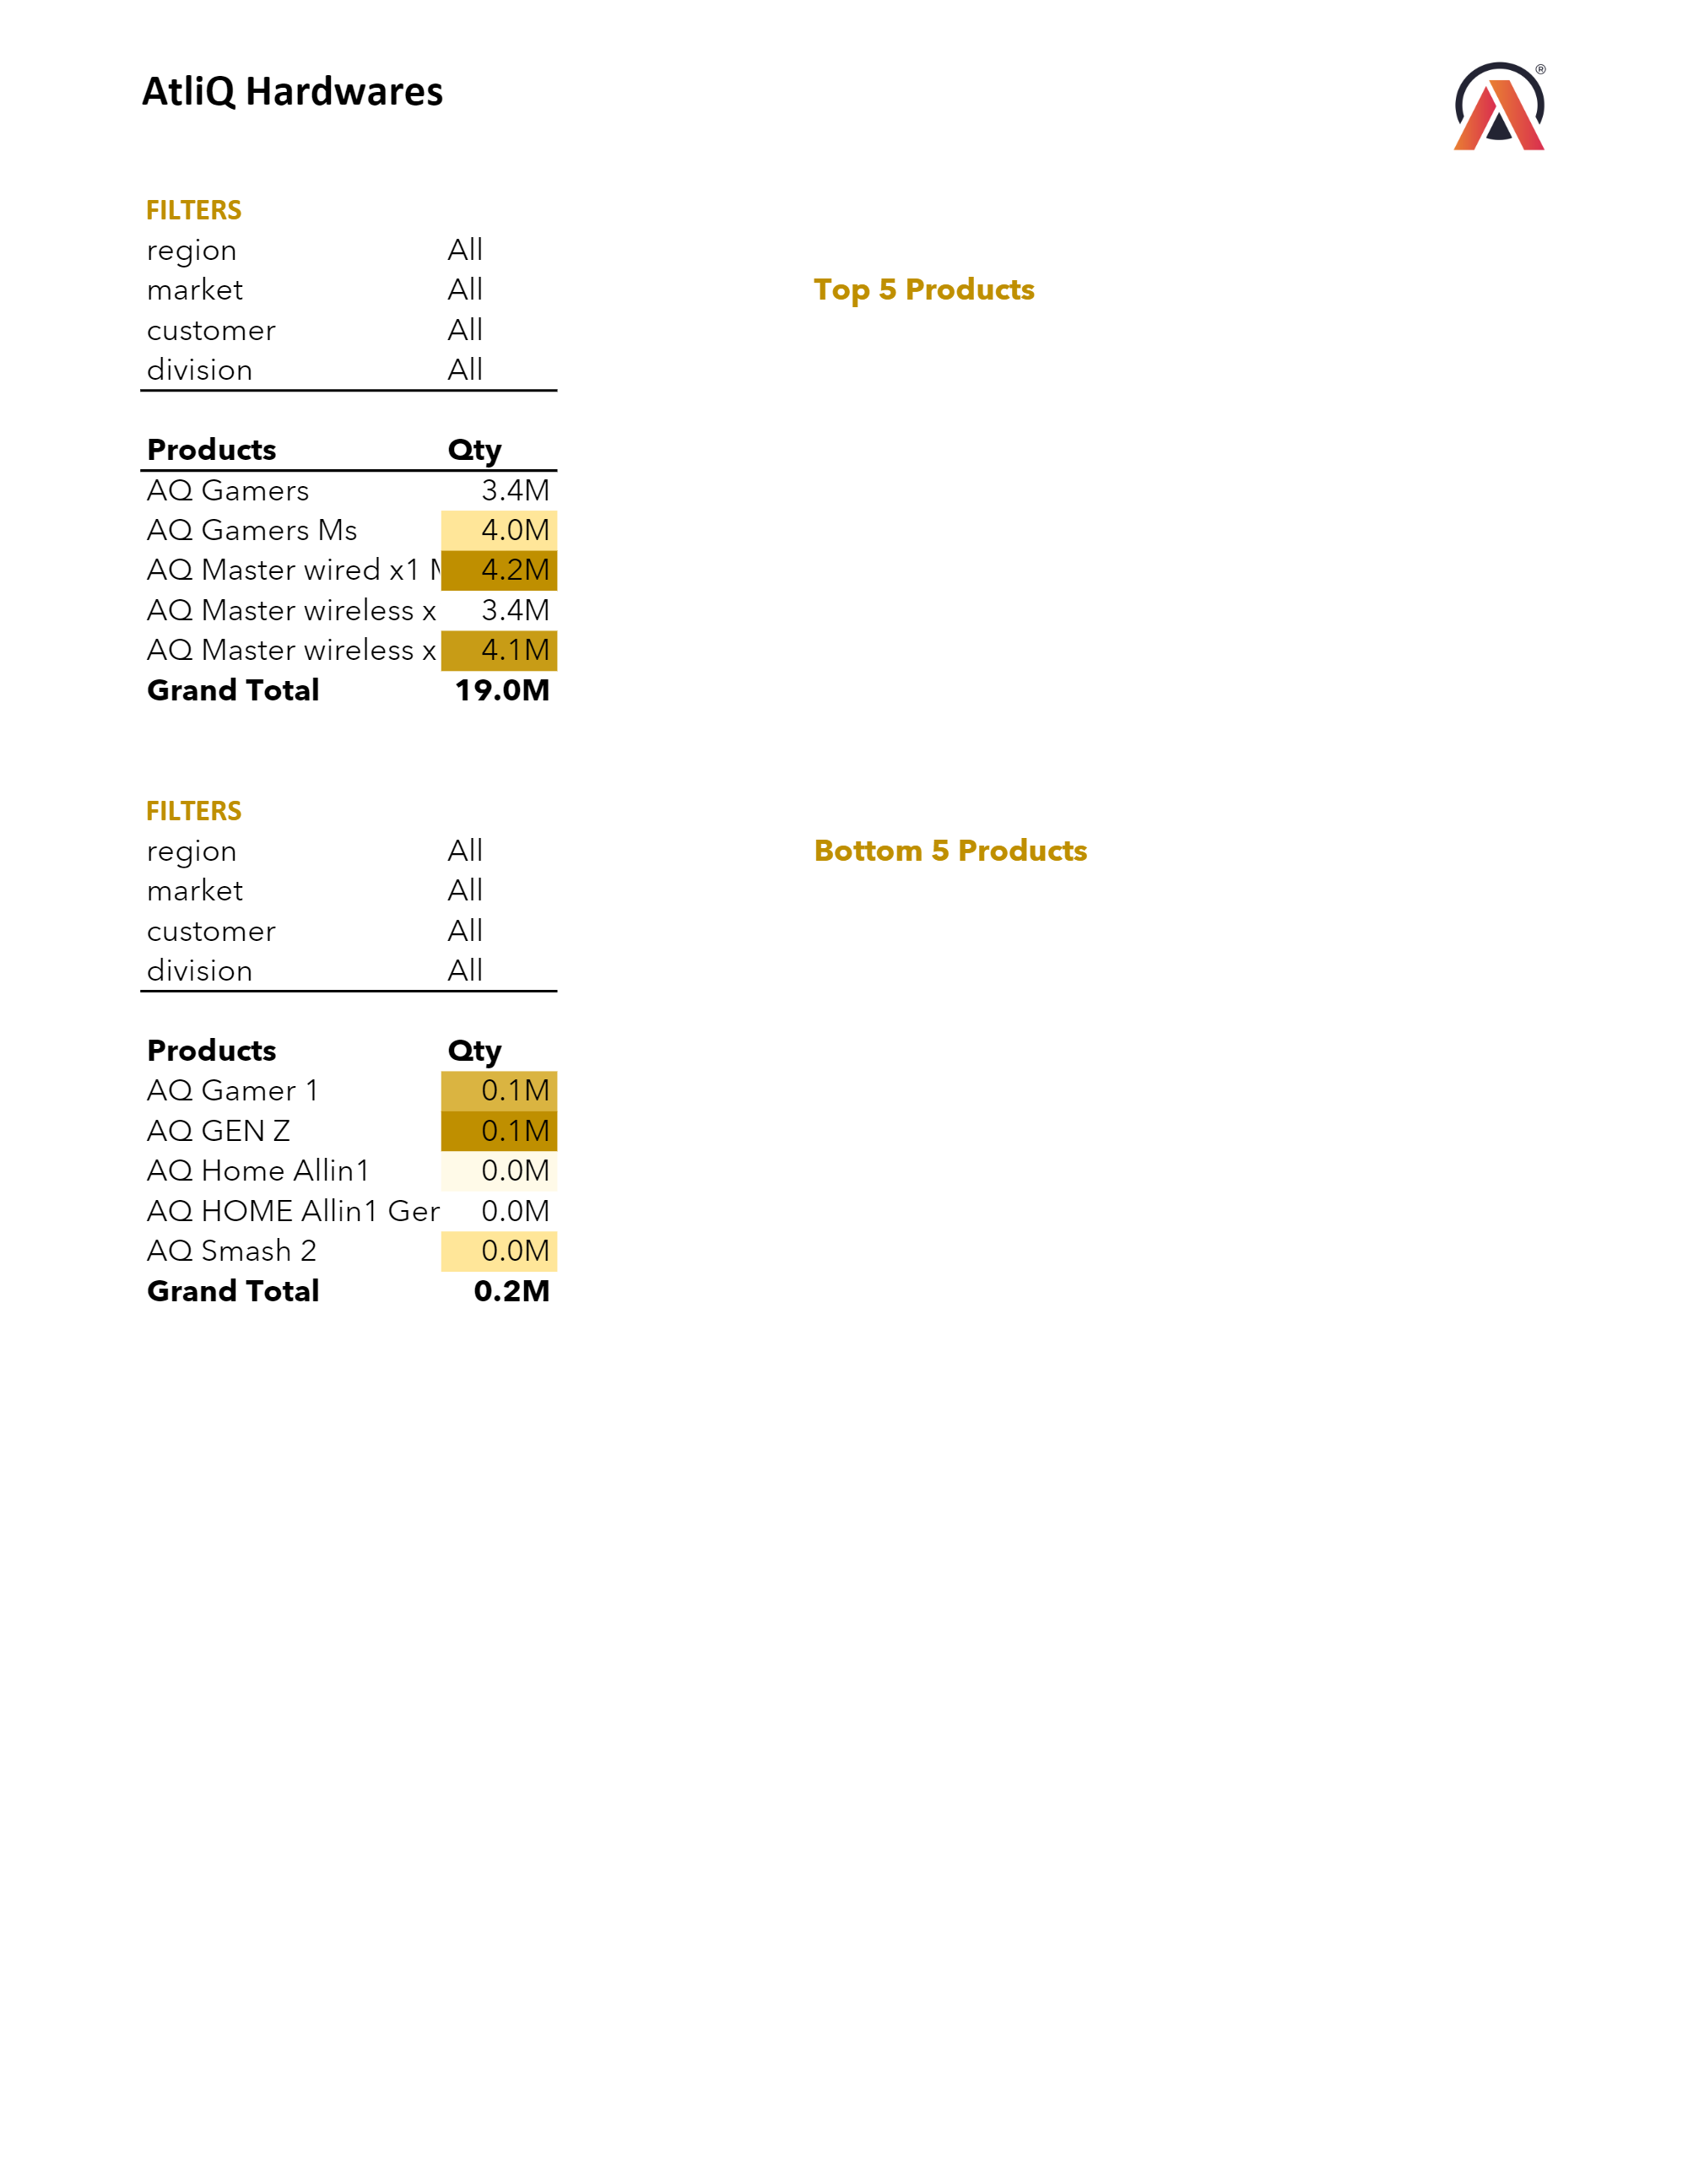 AtliQ Hardwares
®
FILTERS
region All
market All
Top 5 Products
customer All
division All
Products Qty
AQ Gamers 3.4M
AQ Gamers Ms 4.0M
AQ Master wired x1 4.2M
AQ Master wireless x 3.4M
AQ Master wireless x 4.1M
Grand Total 19.0M
FILTERS
region All
Bottom 5 Products
market All
customer All
division All
Products Qty
AQ Gamer 1 0.1M
AQ GEN Z 0.1M
AQ Home Allin1 0.0M
AQ HOME Allin1 Ger 0.0M
AQ Smash 2 0.0M
Grand Total 0.2M